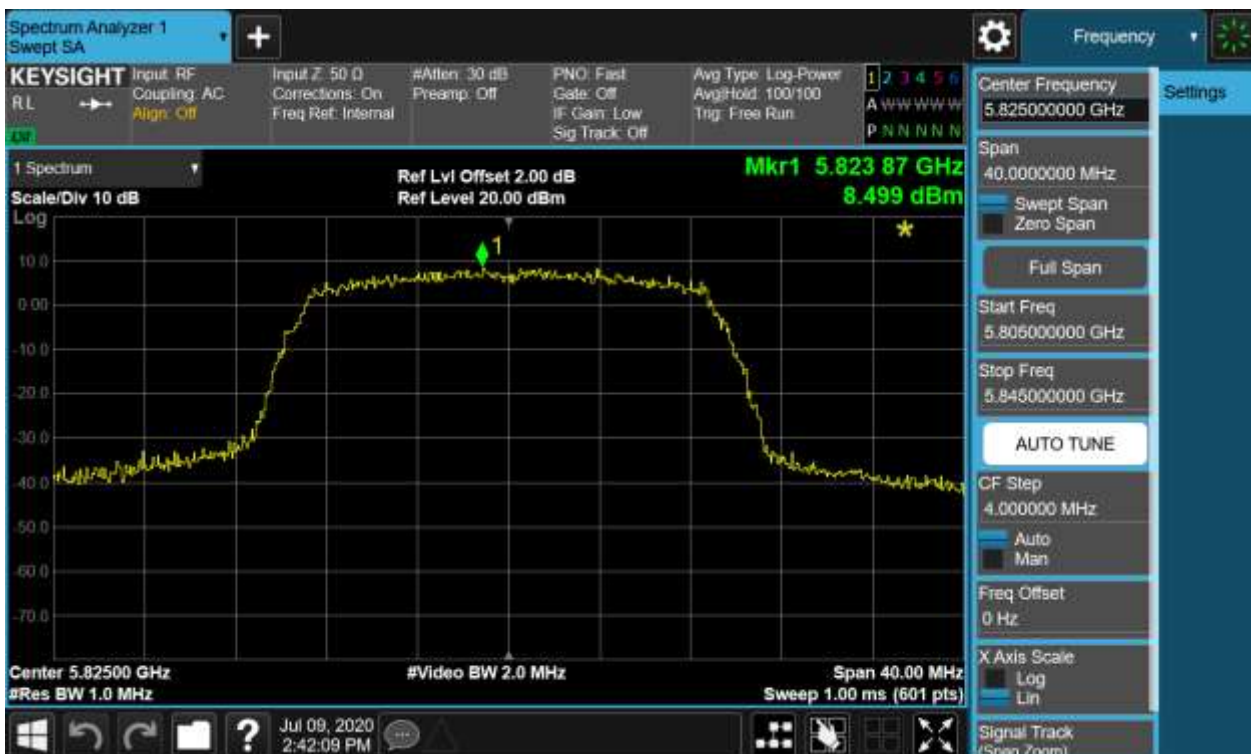 Spectrum Analyzer 1
Swept SA
+
Frequency
KEYSIGHT
R L
Input: RF
Coupling: AC
Align: Off
Input Z: 50 Ω
Corrections: On
Freq Ref: Internal
#Atten: 30 dB
Preamp: Off
PNO: Fast
Gate: Off
IF Gain: Low
Sig Track: Off
Avg Type: Log-Power
Avg|Hold: 100/100
Trig: Free Run
1 2 3 4 5 6
A W W W W W
P N N N N N
1 Spectrum
Scale/Div 10 dB
Ref Lvl Offset 2.00 dB
Ref Level 20.00 dBm
Mkr1 5.823 87 GHz
8.499 dBm
Log
1
10.0
0.00
-10.0
-20.0
-30.0
-40.0
-50.0
-60.0
-70.0
Center 5.82500 GHz
#Res BW 1.0 MHz
#Video BW 2.0 MHz
Span 40.00 MHz
Sweep 1.00 ms (601 pts)
Center Frequency
5.825000000 GHz
Settings
Span
40.0000000 MHz
Swept Span
Zero Span
Full Span
Start Freq
5.805000000 GHz
Stop Freq
5.845000000 GHz
AUTO TUNE
CF Step
4.000000 MHz
Auto
Man
Freq Offset
0 Hz
X Axis Scale
Log
Lin
Signal Track
(Span Zoom)
?
Jul 09, 2020
2:42:09 PM